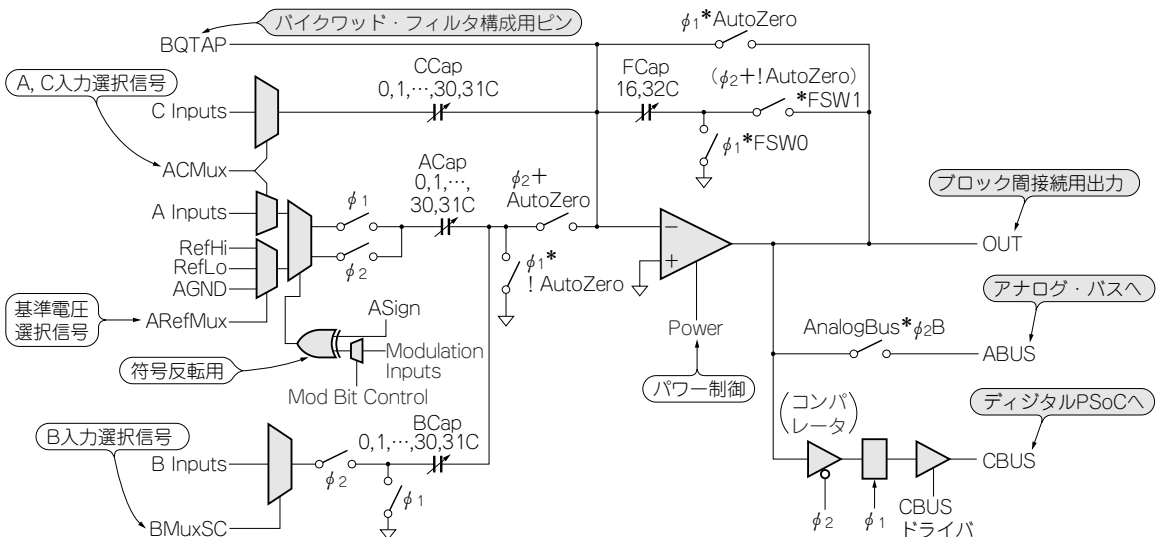 バイクワッド・フィルタ構成用ピン
φ1*AutoZero
BQTAP
A, C入力選択信号
CCap
0,1,…,30,31C
FCap
16,32C
(φ2+!AutoZero)
*FSW1
C Inputs
φ1*FSW0
ACMux
ACap
0,1,…,
30,31C
φ2+
AutoZero
ブロック間接続用出力
A Inputs
φ1
RefHi
RefLo
AGND
φ2
φ1*
!AutoZero
−
+
OUT
基準電圧
選択信号
ARefMux
ASign
アナログ・バスへ
Power
AnalogBus*φ2B
Modulation
Inputs
ABUS
符号反転用
Mod Bit Control
パワー制御
ディジタルPSoCへ
B入力選択信号
BCap
0,1,…,30,31C
(コンパ
レータ)
B Inputs
φ2
CBUS
φ1
BMuxSC
φ2
φ1
CBUS
ドライバ